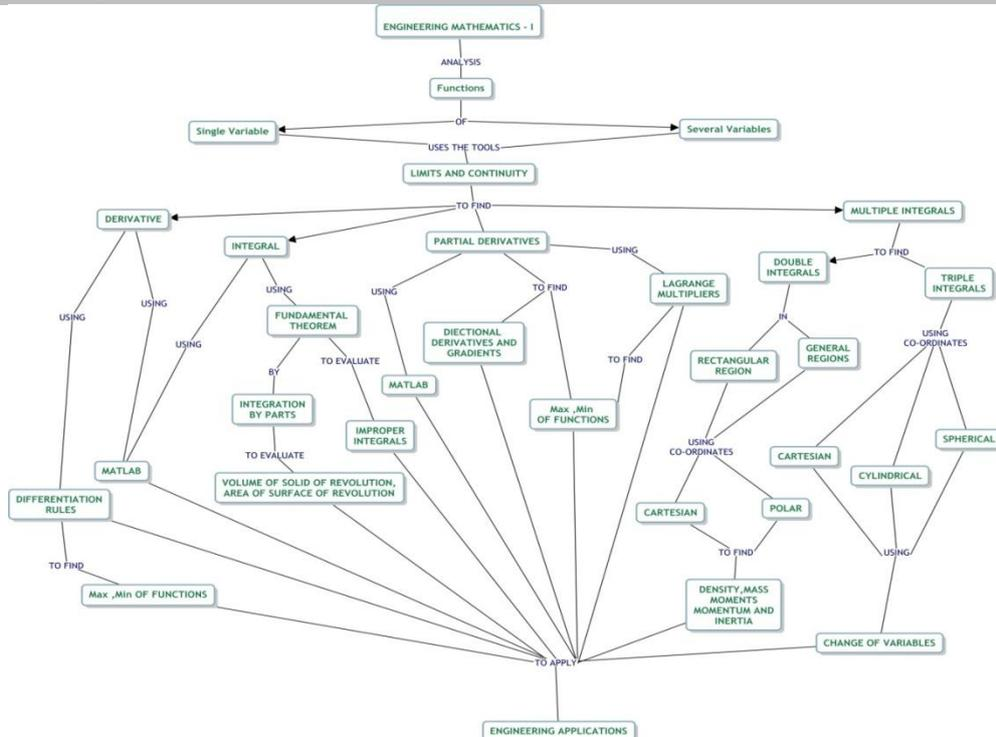 ENGINEERING MATHEMATICS - I
ANALYSIS
Functions
OF
Single Variable
Several Variables
USES THE TOOLS
LIMITS AND CONTINUITY
TO FIND
DERIVATIVE
INTEGRAL
PARTIAL DERIVATIVES
MULTIPLE INTEGRALS
USING
TO FIND
DOUBLE
INTEGRALS
TRIPLE
INTEGRALS
USING
USING
USING
USING
TO FIND
LAGRANGE
MULTIPLIERS
USING
FUNDAMENTAL
THEOREM
IN
USING
CO-ORDINATES
DIECTIONAL
DERIVATIVES AND
GRADIENTS
RECTANGULAR
REGION
GENERAL
REGIONS
BY
TO EVALUATE
TO FIND
MATLAB
INTEGRATION
BY PARTS
Max ,Min
OF FUNCTIONS
IMPROPER
INTEGRALS
USING
CO-ORDINATES
CARTESIAN
CYLINDRICAL
SPHERICAL
TO EVALUATE
MATLAB
VOLUME OF SOLID OF REVOLUTION,
AREA OF SURFACE OF REVOLUTION
DIFFERENTIATION
RULES
CARTESIAN
POLAR
TO FIND
USING
TO FIND
Max ,Min OF FUNCTIONS
DENSITY,MASS
MOMENTS
MOMENTUM AND
INERTIA
CHANGE OF VARIABLES
TO APPLY
ENGINEERING APPLICATIONS